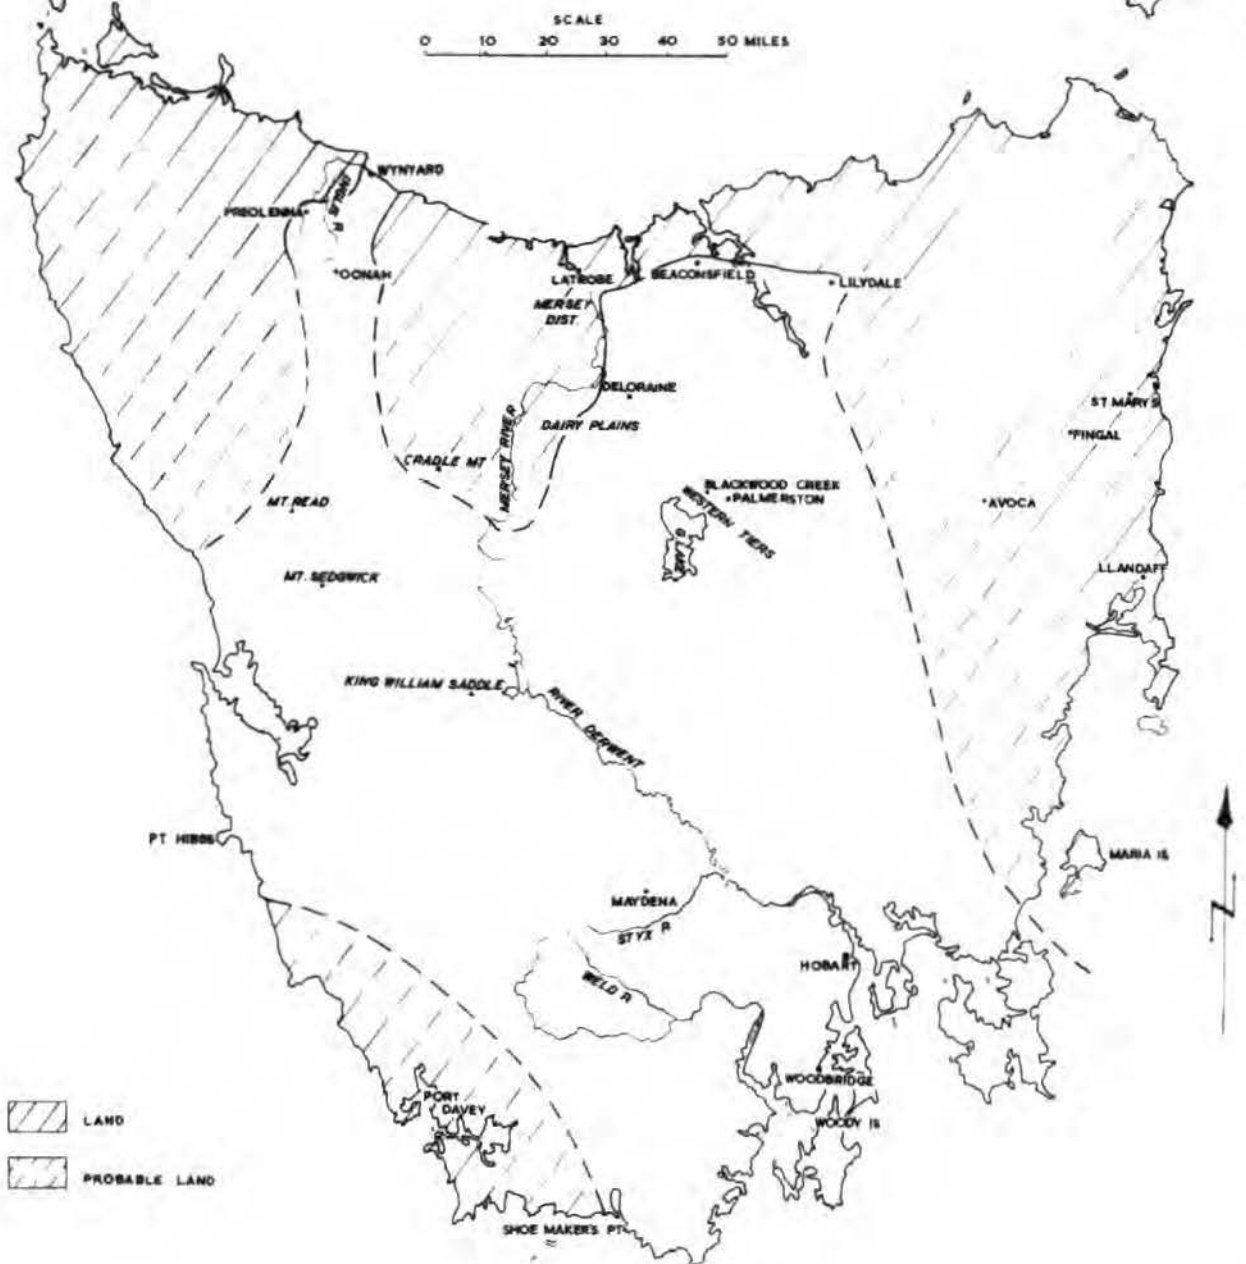 SCALE
0 10 20 30 40 50 MILES
WYNYARD
INGLIS R
PREOLENNA
OONAH
LATROBE
BEACONSFIELD
LILYDALE
MERSEY
DIST.
DELORAINE
ST MARYS
MERSEY RIVER
DAIRY PLAINS
FINGAL
CRADLE MT
BLACKWOOD CREEK
PALMERSTON
WESTERN TIERS
MT. READ
AVOCA
G LAKE
MT. SEDGWICK
LLANDAFF
KING WILLIAM SADDLE
RIVER DERWENT
PT HIBBS
MARIA IS
MAYDENA
STYX R
HOBART
WELD R
WOODBRIDGE
PORT
DAVEY
WOODY IS
LAND
PROBABLE LAND
SHOE MAKER'S PT